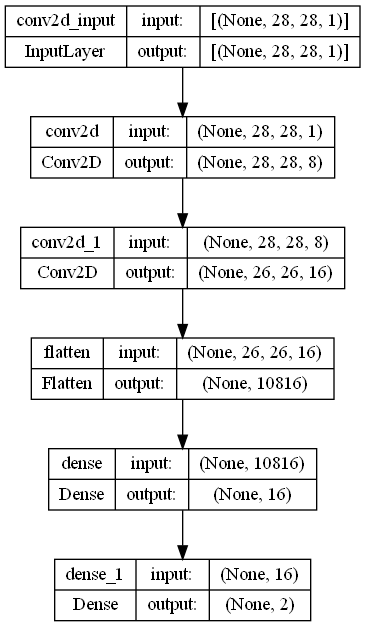 conv2d_input input: [(None, 28, 28, 1)]
InputLayer output: [(None, 28, 28, 1)]
conv2d input: (None, 28, 28, 1)
Conv2D output: (None, 28, 28, 8)
conv2d_1 input: (None, 28, 28, 8)
Conv2D output: (None, 26, 26, 16)
flatten input: (None, 26, 26, 16)
Flatten output: (None, 10816)
dense input: (None, 10816)
Dense output: (None, 16)
dense_1 input: (None, 16)
Dense output: (None, 2)